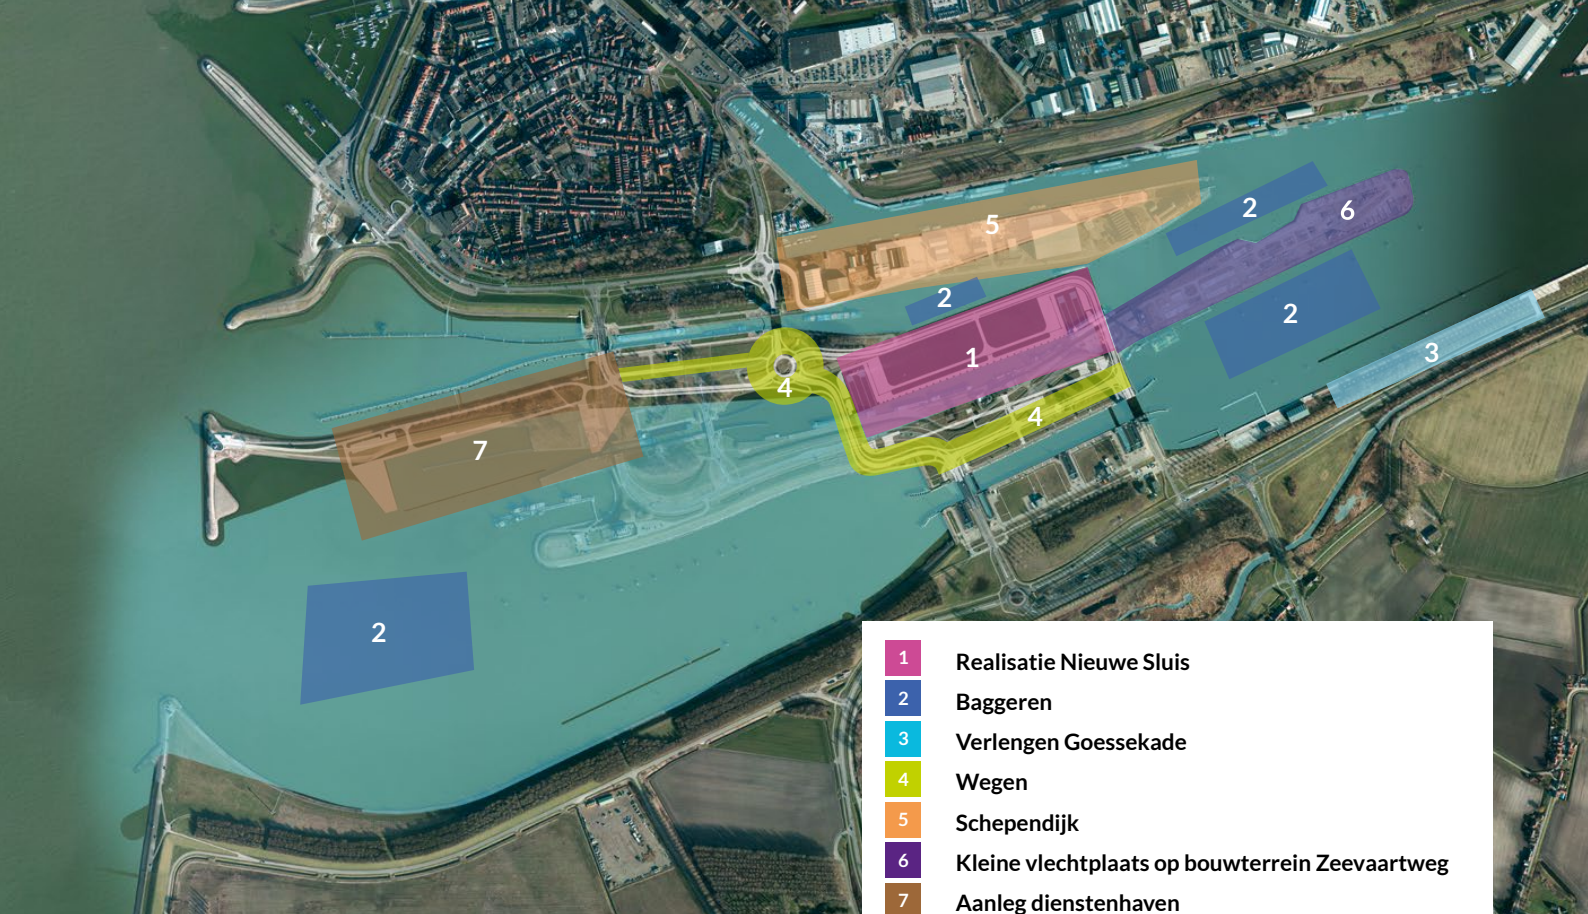 2
6
5
2
2
1
3
4
4
7
2
1 Realisatie Nieuwe Sluis
2 Baggeren
3 Verlengen Goessekade
4 Wegen
5 Schependijk
6 Kleine vlechtplaats op bouwterrein Zeevaartweg
7 Aanleg dienstenhaven